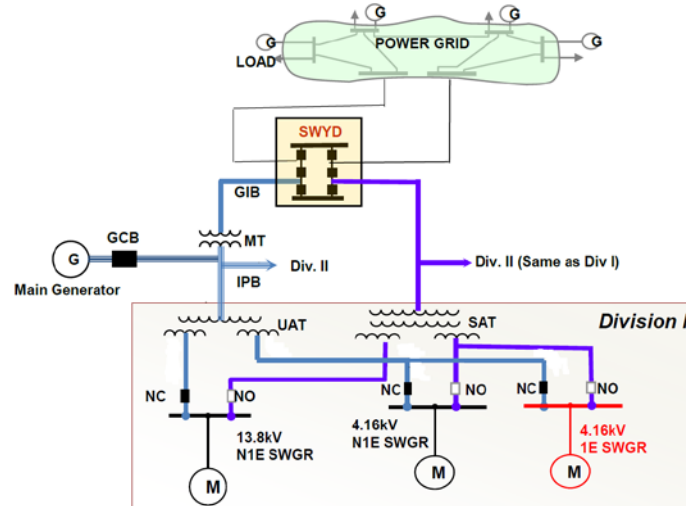 G
G
G
POWER GRID
G
LOAD
SWYD
GIB
GCB
MT
G
Div. II
Div. II (Same as Div I)
IPB
Main Generator
UAT
SAT
Division I
NC
NO
NC
NO
NC
NO
13.8kV
N1E SWGR
4.16kV
N1E SWGR
4.16kV
1E SWGR
M
M
M